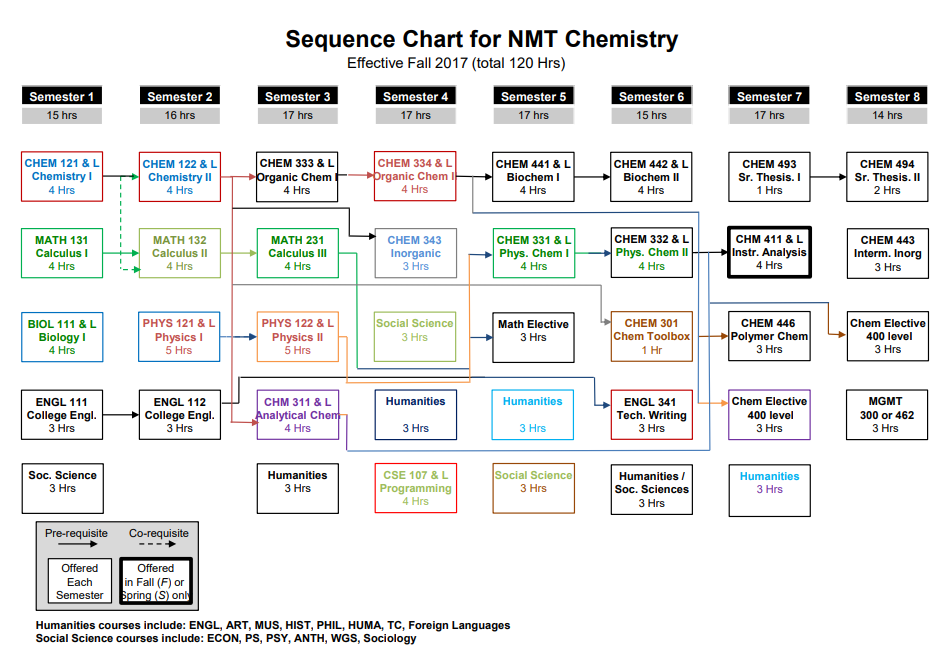 Sequence Chart for NMT Chemistry
Effective Fall 2017 (total 120 Hrs)
Semester 1
15 hrs
Semester 2
16 hrs
Semester 3
17 hrs
Semester 4
17 hrs
Semester 5
17 hrs
Semester 6
15 hrs
Semester 7
17 hrs
Semester 8
14 hrs
CHEM 121 & L
Chemistry I
4 Hrs
CHEM 122 & L
Chemistry II
4 Hrs
CHEM 333 & L
Organic Chem I
4 Hrs
CHEM 334 & L
Organic Chem II
4 Hrs
CHEM 441 & L
Biochem I
4 Hrs
CHEM 442 & L
Biochem II
4 Hrs
CHEM 493
Sr. Thesis. I
1 Hrs
CHEM 494
Sr. Thesis. II
2 Hrs
MATH 131
Calculus I
4 Hrs
MATH 132
Calculus II
4 Hrs
MATH 231
Calculus III
4 Hrs
CHEM 343
Inorganic
3 Hrs
CHEM 331 & L
Phys. Chem I
4 Hrs
CHEM 332 & L
Phys. Chem II
4 Hrs
CHM 411 & L
Instr. Analysis
4 Hrs
CHEM 443
Interm. Inorg
3 Hrs
BIOL 111 & L
Biology I
4 Hrs
PHYS 121 & L
Physics I
5 Hrs
PHYS 122 & L
Physics II
5 Hrs
Social Science
3 Hrs
Math Elective
3 Hrs
CHEM 301
Chem Toolbox
1 Hr
CHEM 446
Polymer Chem
3 Hrs
Chem Elective
400 level
3 Hrs
ENGL 111
College Engl.
3 Hrs
ENGL 112
College Engl.
3 Hrs
CHM 311 & L
Analytical Chem
4 Hrs
Humanities
3 Hrs
Humanities
3 Hrs
ENGL 341
Tech. Writing
3 Hrs
Chem Elective
400 level
3 Hrs
MGMT
300 or 462
3 Hrs
Soc. Science
3 Hrs
Humanities
3 Hrs
CSE 107 & L
Programming
4 Hrs
Social Science
3 Hrs
Humanities /
Soc. Sciences
3 Hrs
Humanities
3 Hrs
Pre-requisite
Co-requisite
Offered
Each
Semester
Offered
in Fall (F) or
Spring (S) only
Humanities courses include: ENGL, ART, MUS, HIST, PHIL, HUMA, TC, Foreign Languages
Social Science courses include: ECON, PS, PSY, ANTH, WGS, Sociology